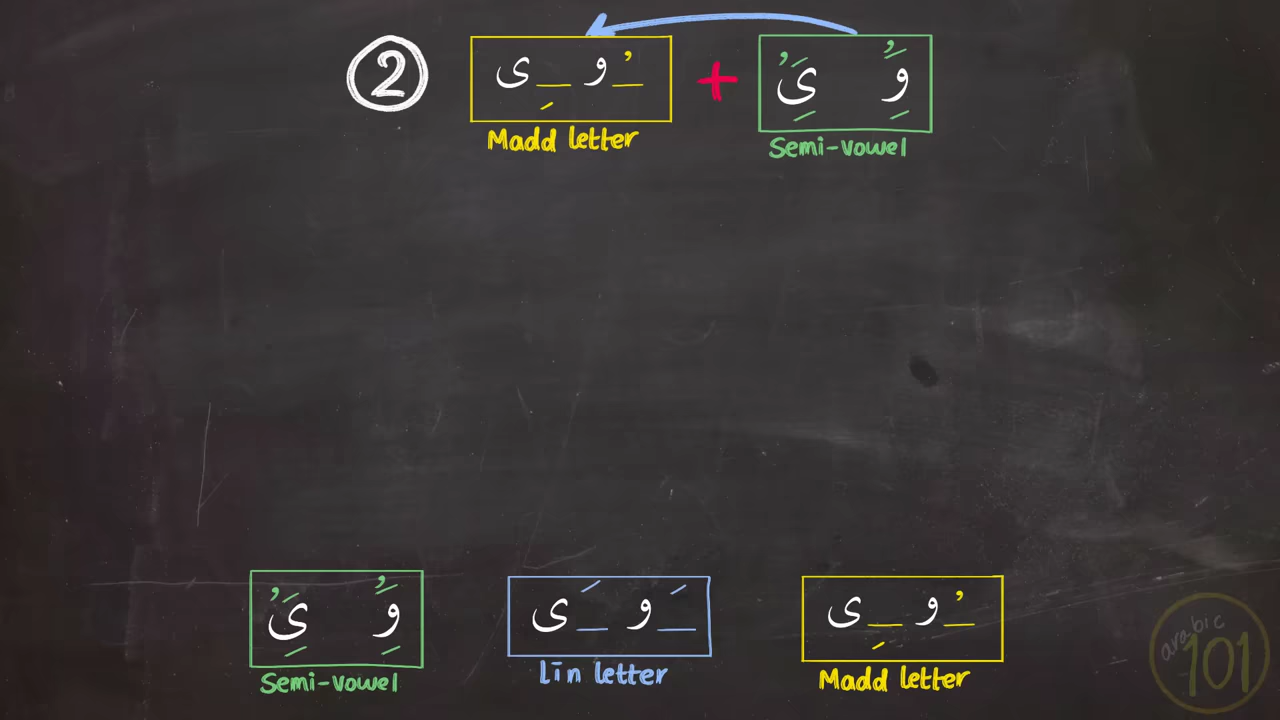 ② ـُو ـِى + وَُِ ىَُِ
Madd letter Semi-vowel
وَُِ ىَُِ ـَو ـَى ـُو ـِى
Semi-vowel līn letter Madd letter
arabic 101